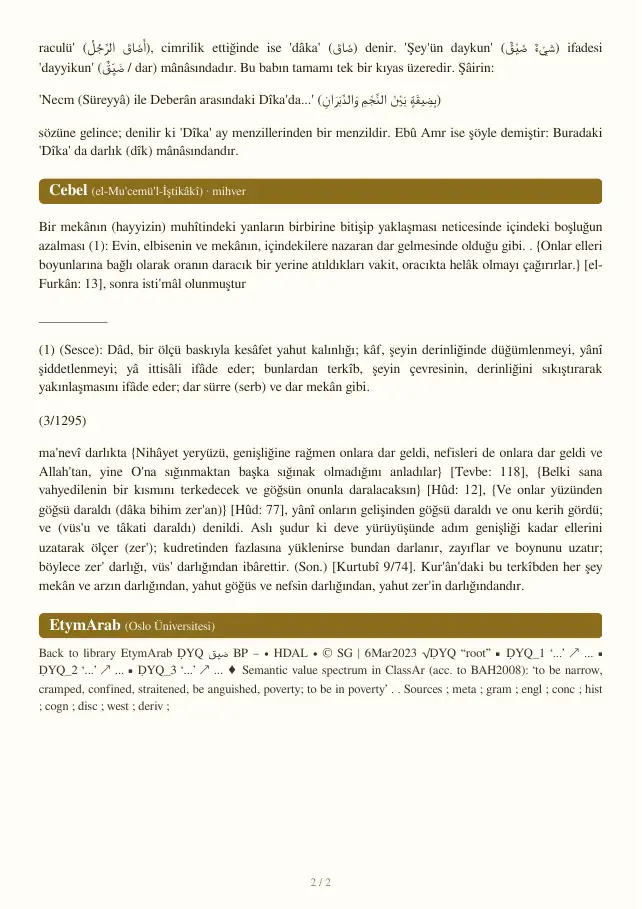 raculü' (أَضَاقَ الرَّجُلُ), cimrilik ettiğinde ise 'dâka' (ضَاقَ) denir. 'Şey'ün daykun' (شَيْءٌ ضَيْقٌ) ifadesi
'dayyikun' (ضَيِّقٌ / dar) mânâsındadır. Bu babın tamamı tek bir kıyas üzeredir. Şâirin:
'Necm (Süreyyâ) ile Deberân arasındaki Dîka'da...' (بِضِيقَةٍ بَيْنَ النَّجْمِ وَالدَّبَرَانِ)
sözüne gelince; denilir ki 'Dîka' ay menzillerinden bir menzildir. Ebû Amr ise şöyle demiştir: Buradaki
'Dîka' da darlık (dîk) mânâsındandır.
Cebel (el-Mu'cemü'l-İştikâkî) · mihver
Bir mekânın (hayyizin) muhîtindeki yanların birbirine bitişip yaklaşması neticesinde içindeki boşluğun
azalması (1): Evin, elbisenin ve mekânın, içindekilere nazaran dar gelmesinde olduğu gibi. . {Onlar elleri
boyunlarına bağlı olarak oranın daracık bir yerine atıldıkları vakit, oracıkta helâk olmayı çağırırlar.} [el-
Furkân: 13], sonra isti'mâl olunmuştur
(1) (Sesce): Dâd, bir ölçü baskıyla kesâfet yahut kalınlığı; kâf, şeyin derinliğinde düğümlenmeyi, yânî
şiddetlenmeyi; yâ ittisâli ifâde eder; bunlardan terkîb, şeyin çevresinin, derinliğini sıkıştırarak
yakınlaşmasını ifâde eder; dar sürre (serb) ve dar mekân gibi.
(3/1295)
ma'nevî darlıkta {Nihâyet yeryüzü, genişliğine rağmen onlara dar geldi, nefisleri de onlara dar geldi ve
Allah'tan, yine O'na sığınmaktan başka sığınak olmadığını anladılar} [Tevbe: 118], {Belki sana
vahyedilenin bir kısmını terkedecek ve göğsün onunla daralacaksın} [Hûd: 12], {Ve onlar yüzünden
göğsü daraldı (dâka bihim zer'an)} [Hûd: 77], yânî onların gelişinden göğsü daraldı ve onu kerih gördü;
ve (vüs'u ve tâkati daraldı) denildi. Aslı şudur ki deve yürüyüşünde adım genişliği kadar ellerini
uzatarak ölçer (zer'); kudretinden fazlasına yüklenirse bundan darlanır, zayıflar ve boynunu uzatır;
böylece zer' darlığı, vüs' darlığından ibârettir. (Son.) [Kurtubî 9/74]. Kur'ân'daki bu terkîbden her şey
mekân ve arzın darlığından, yahut göğüs ve nefsin darlığından, yahut zer'in darlığındandır.
EtymArab (Oslo Üniversitesi)
Back to library EtymArab ḌYQ ضيق BP – • HDAL • © SG | 6Mar2023 √ḌYQ “root” ▪ ḌYQ_1 ‘...’ ↗ ... ▪
ḌYQ_2 ‘...’ ↗ ... ▪ ḌYQ_3 ‘...’ ↗ ... ♦ Semantic value spectrum in ClassAr (acc. to BAH2008): ‘to be narrow,
cramped, confined, straitened, be anguished, poverty; to be in poverty’ . . Sources ; meta ; gram ; engl ; conc ; hist
; cogn ; disc ; west ; deriv ;
2 / 2